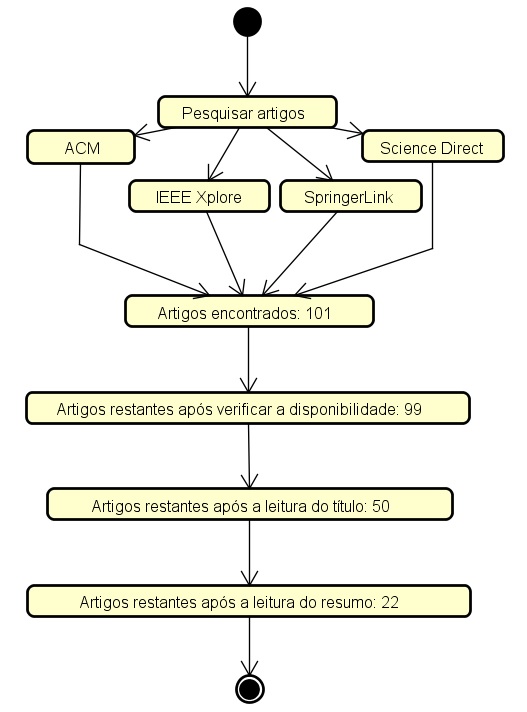 Pesquisar artigos
ACM
Science Direct
IEEE Xplore
SpringerLink
Artigos encontrados: 101
Artigos restantes após verificar a disponibilidade: 99
Artigos restantes após a leitura do título: 50
Artigos restantes após a leitura do resumo: 22